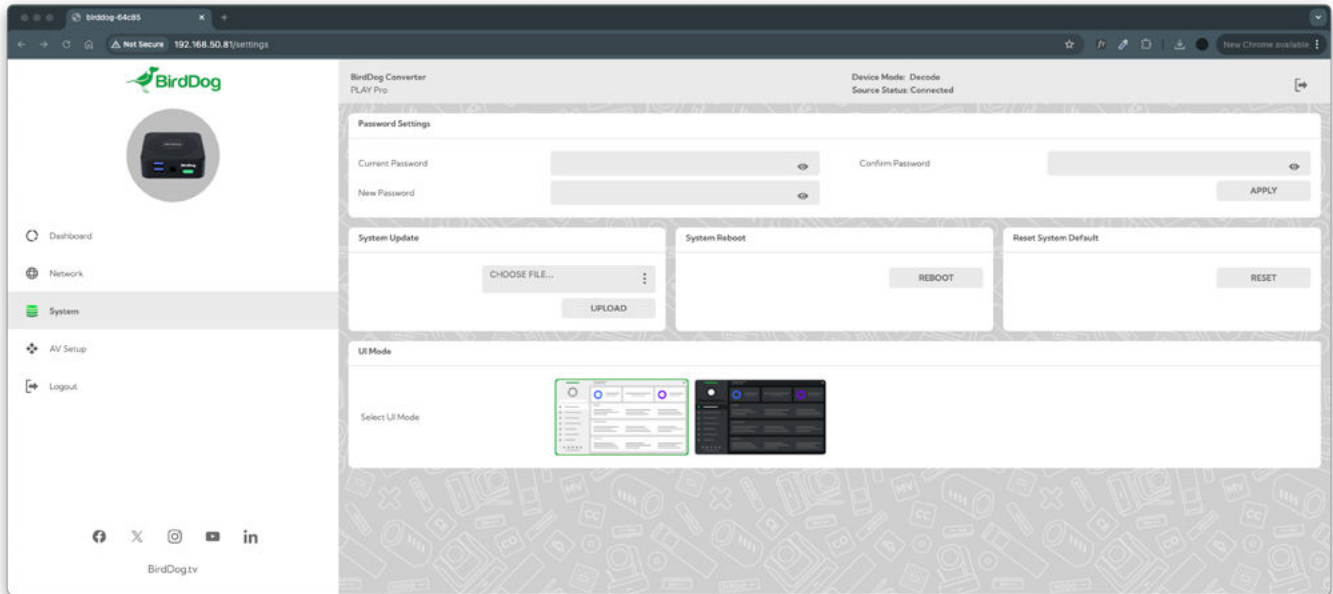 birddog-64c85
Not Secure 192.168.50.81/settings
New Chrome available
BirdDog
BirdDog Converter
PLAY Pro
Device Mode: Decode
Source Status: Connected
Password Settings
Current Password
Confirm Password
New Password
APPLY
Dashboard
Network
System
AV Setup
Logout
System Update
CHOOSE FILE...
UPLOAD
System Reboot
REBOOT
Reset System Default
RESET
UI Mode
Select UI Mode
BirdDog.tv